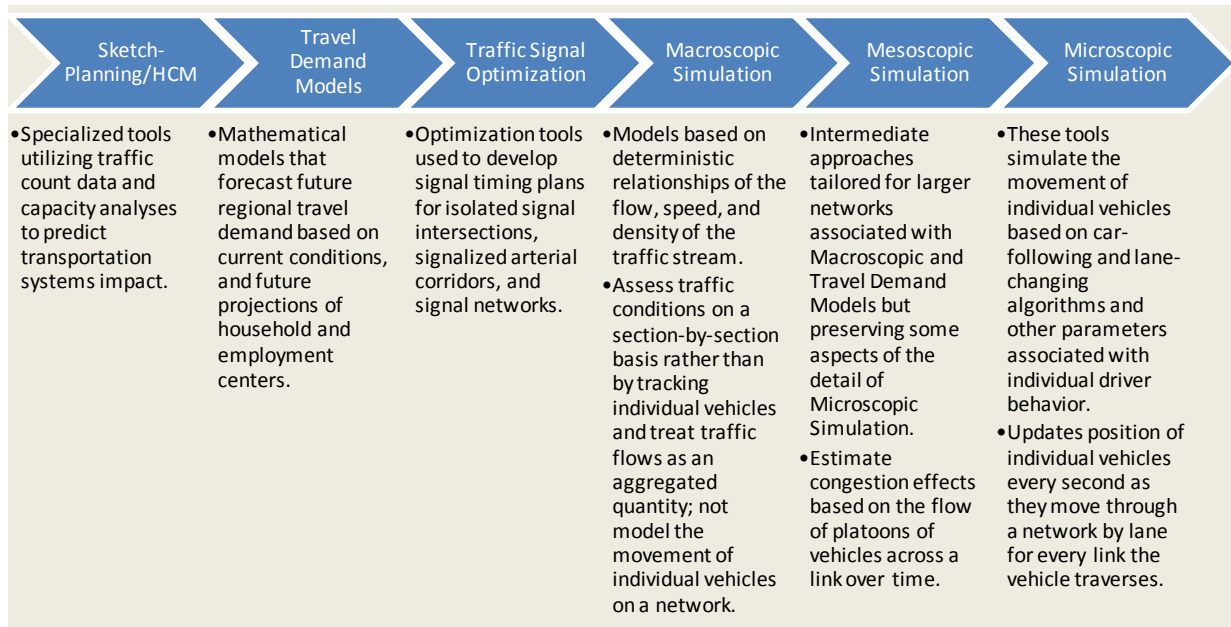 Sketch-
Planning/HCM
Travel
Demand
Models
Traffic Signal
Optimization
Macroscopic
Simulation
Mesoscopic
Simulation
Microscopic
Simulation
•Specialized tools
utilizing traffic
count data and
capacity analyses
to predict
transportation
systems impact.
•Mathematical
models that
forecast future
regional travel
demand based on
current conditions,
and future
projections of
household and
employment
centers.
•Optimization tools
used to develop
signal timing plans
for isolated signal
intersections,
signalized arterial
corridors, and
signal networks.
•Models based on
deterministic
relationships of the
flow, speed, and
density of the
traffic stream.
•Assess traffic
conditions on a
section-by-section
basis rather than
by tracking
individual vehicles
and treat traffic
flows as an
aggregated
quantity; not
model the
movement of
individual vehicles
on a network.
•Intermediate
approaches
tailored for larger
networks
associated with
Macroscopic and
Travel Demand
Models but
preserving some
aspects of the
detail of
Microscopic
Simulation.
•Estimate
congestion effects
based on the flow
of platoons of
vehicles across a
link over time.
•These tools
simulate the
movement of
individual vehicles
based on car-
following and lane-
changing
algorithms and
other parameters
associated with
individual driver
behavior.
•Updates position of
individual vehicles
every second as
they move through
a network by lane
for every link the
vehicle traverses.